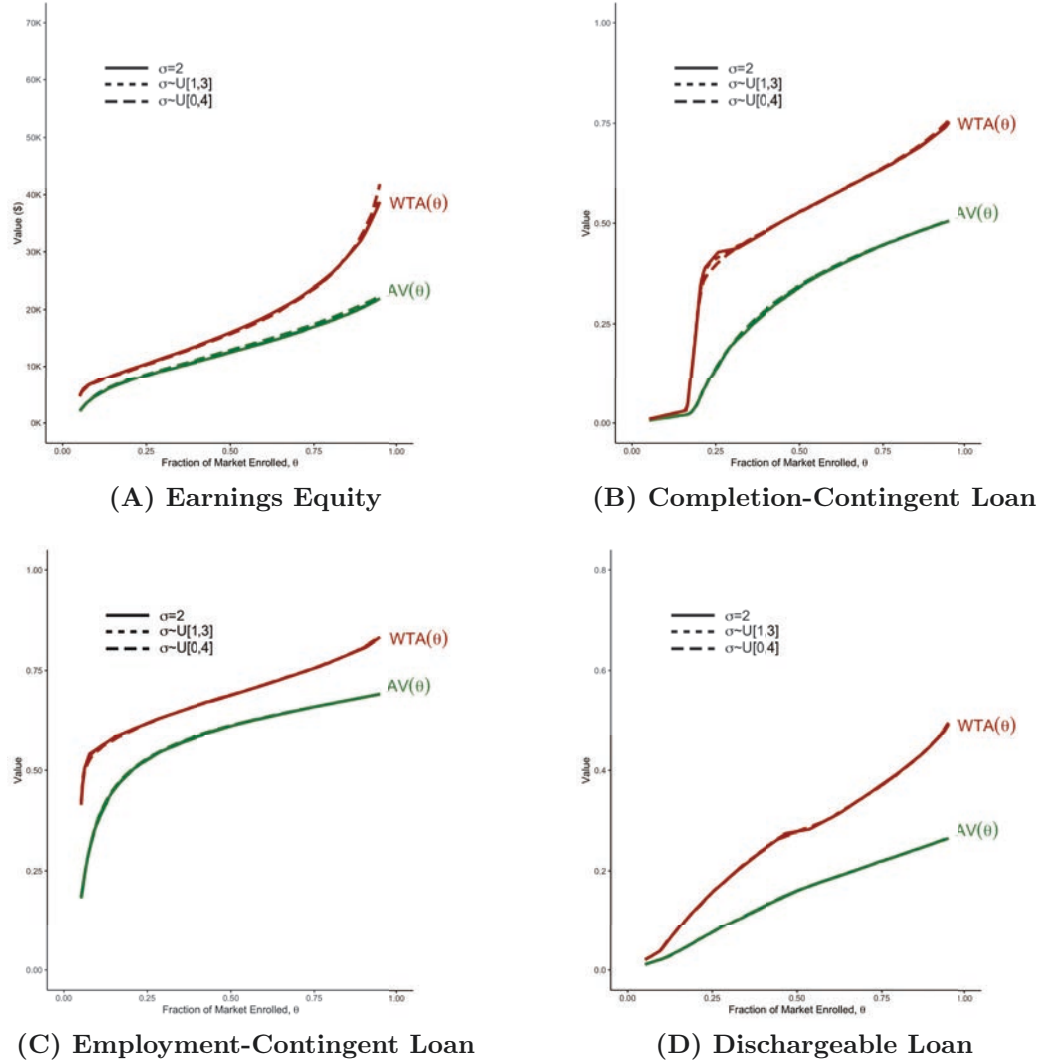 70K
60K
50K
40K
30K
20K
10K
0K
Value ($)
σ=2
σ~U[1,3]
σ~U[0,4]
WTA(θ)
AV(θ)
0.00 0.25 0.50 0.75 1.00
Fraction of Market Enrolled, θ
(A) Earnings Equity
1.00
0.75
0.50
0.25
0.00
Value
σ=2
σ~U[1,3]
σ~U[0,4]
WTA(θ)
AV(θ)
0.00 0.25 0.50 0.75 1.00
Fraction of Market Enrolled, θ
(B) Completion-Contingent Loan
1.00
0.75
0.50
0.25
0.00
Value
σ=2
σ~U[1,3]
σ~U[0,4]
WTA(θ)
AV(θ)
0.00 0.25 0.50 0.75 1.00
Fraction of Market Enrolled, θ
(C) Employment-Contingent Loan
0.8
0.6
0.4
0.2
0.0
Value
σ=2
σ~U[1,3]
σ~U[0,4]
WTA(θ)
AV(θ)
0.00 0.25 0.50 0.75 1.00
Fraction of Market Enrolled, θ
(D) Dischargeable Loan